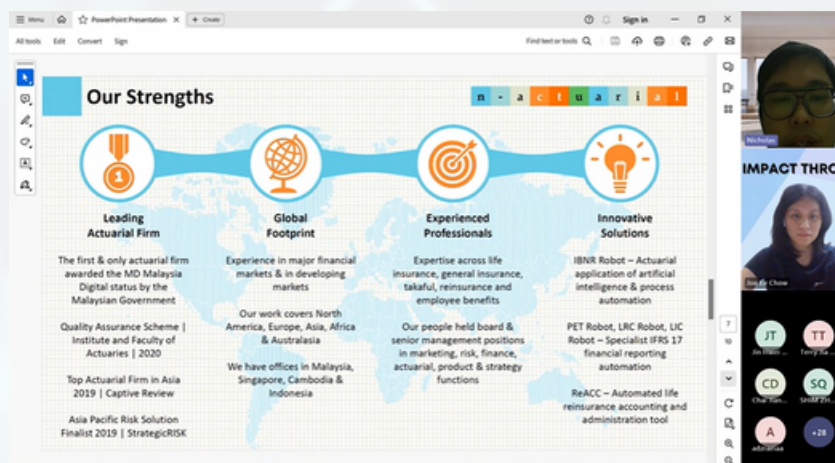 Menu
PowerPoint Presentation
+ Create
Sign in
All tools Edit Convert Sign
Find text or tools
Our Strengths
n - a c t u a r i a l
1
Leading
Actuarial Firm
The first & only actuarial firm
awarded the MD Malaysia
Digital status by the
Malaysian Government
Quality Assurance Scheme |
Institute and Faculty of
Actuaries | 2020
Top Actuarial Firm in Asia
2019 | Captive Review
Asia Pacific Risk Solution
Finalist 2019 | StrategicRISK
Global
Footprint
Experience in major financial
markets & in developing
markets
Our work covers North
America, Europe, Asia, Africa
& Australasia
We have offices in Malaysia,
Singapore, Cambodia &
Indonesia
Experienced
Professionals
Expertise across life
insurance, general insurance,
takaful, reinsurance and
employee benefits
Our people held board &
senior management positions
in marketing, risk, finance,
actuarial, product & strategy
functions
Innovative
Solutions
IBNR Robot – Actuarial
application of artificial
intelligence & process
automation
PET Robot, LRC Robot, LIC
Robot – Specialist IFRS 17
financial reporting
automation
ReACC – Automated life
reinsurance accounting and
administration tool
7
10
Nicholas
IMPACT THRO
Chow
JT
TT
CD
SQ
A
+28